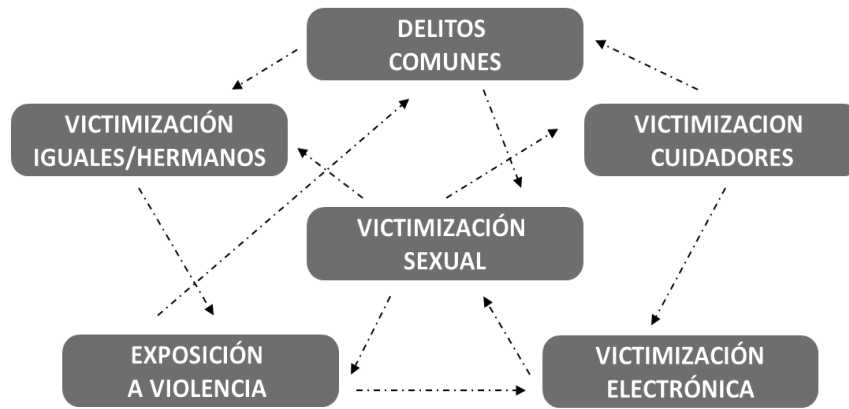 DELITOS
COMUNES
VICTIMIZACIÓN
IGUALES/HERMANOS
VICTIMIZACION
CUIDADORES
VICTIMIZACIÓN
SEXUAL
EXPOSICIÓN
A VIOLENCIA
VICTIMIZACIÓN
ELECTRÓNICA